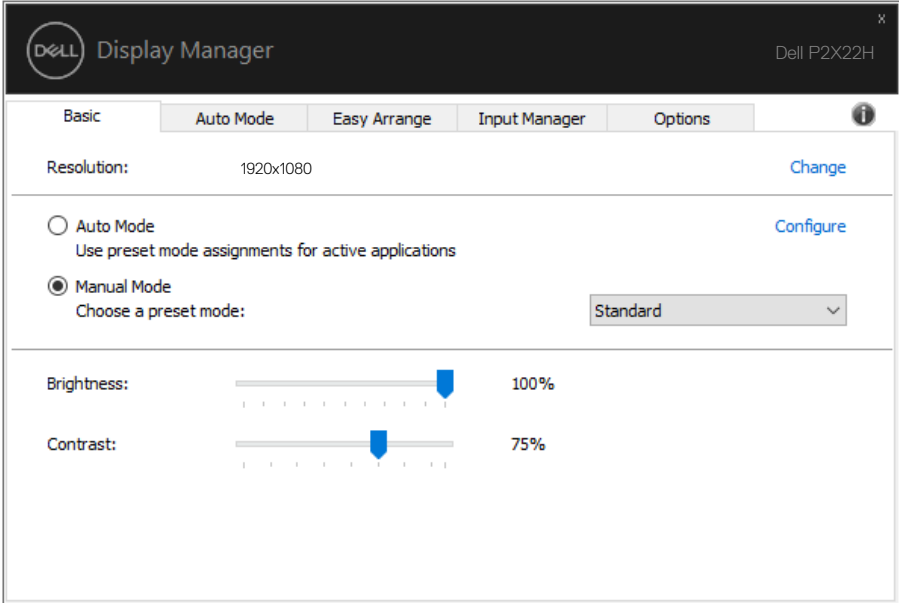 x
DELL Display Manager
Dell P2X22H
Basic Auto Mode Easy Arrange Input Manager Options
Resolution: 1920x1080 Change
Auto Mode Configure
Use preset mode assignments for active applications
Manual Mode
Choose a preset mode: Standard
Brightness: 100%
Contrast: 75%